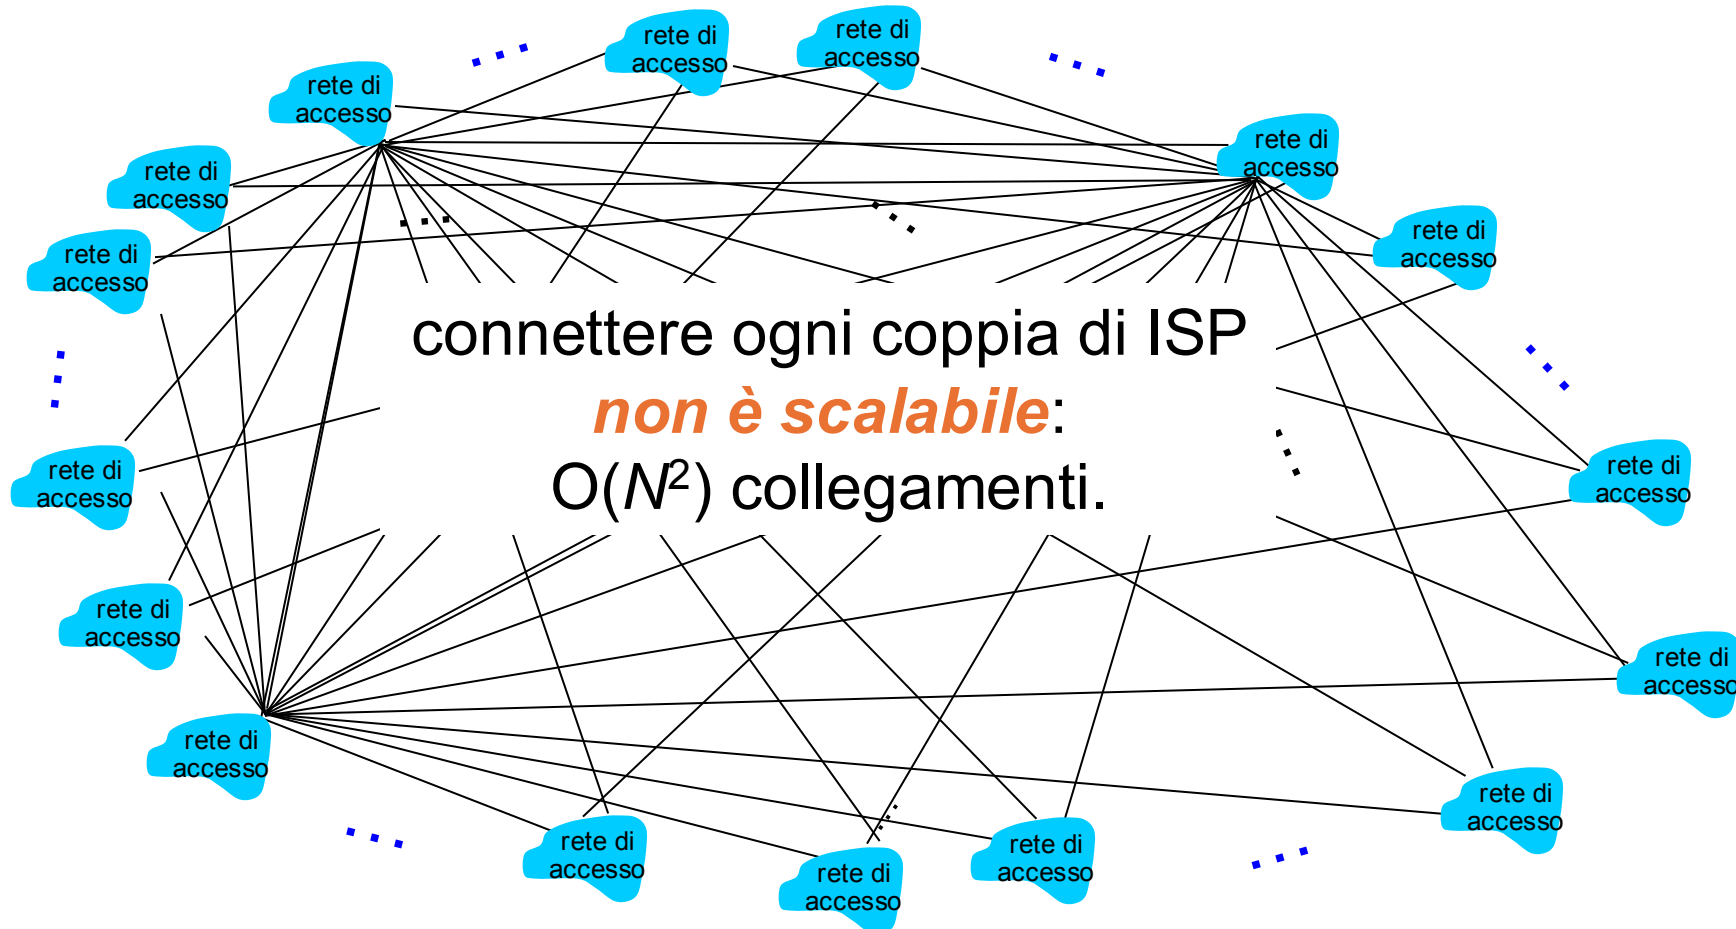 rete di
accesso
rete di
accesso
rete di
accesso
rete di
accesso
rete di
accesso
rete di
accesso
rete di
accesso
rete di
accesso
connettere ogni coppia di ISP
non è scalabile:
O(N²) collegamenti.
rete di
accesso
rete di
accesso
rete di
accesso
rete di
accesso
rete di
accesso
rete di
accesso
rete di
accesso
rete di
accesso